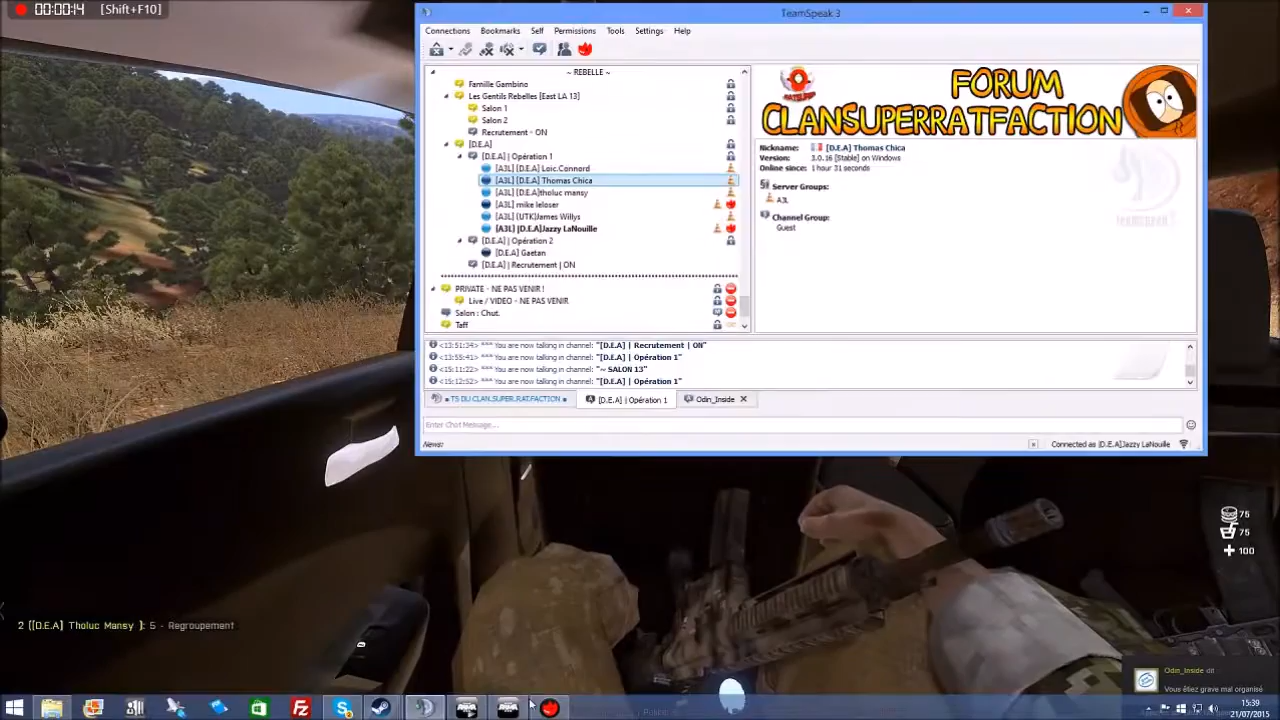 00:00:14 [Shift+F10]
TeamSpeak 3
Connections Bookmarks Self Permissions Tools Settings Help
~ REBELLE ~
Famille Gambino
Les Gentils Rebelles [East LA 13]
Salon 1
Salon 2
Recrutement - ON
[D.E.A]
[D.E.A] | Opération 1
[A3L] [D.E.A] Loic.Connord
[A3L] [D.E.A] Thomas Chica
[A3L] [D.E.A]tholuc mansy
[A3L] mike leloser
[A3L] (UTK)James Willys
[A3L] [D.E.A]Jazzy LaNouille
[D.E.A] | Opération 2
[D.E.A] Gaetan
[D.E.A] | Recrutement | ON
PRIVATE - NE PAS VENIR !
Live / VIDEO - NE PAS VENIR
Salon : Chut.
Taff
FORUM
CLANSUPERRATFACTION
Nickname: [D.E.A] Thomas Chica
Version: 3.0.16 [Stable] on Windows
Online since: 1 hour 31 seconds
Server Groups:
A3L
Channel Group:
Guest
TEAMSPEAK
<13:51:34> *** You are now talking in channel: "[D.E.A] | Recrutement | ON"
<13:55:41> *** You are now talking in channel: "[D.E.A] | Opération 1"
<15:11:22> *** You are now talking in channel: "~ SALON 13"
<15:12:52> *** You are now talking in channel: "[D.E.A] | Opération 1"
TS DU CLAN.SUPER.RAT.FACTION [D.E.A] | Opération 1 Odin_Inside
Enter Chat Message...
News: Connected as [D.E.A]Jazzy LaNouille
75
75
100
2 ([D.E.A] Tholuc Mansy ): 5 - Regroupement
Odin_Inside dit
Vous êtiez grave mal organisé
15:39
21/07/2015